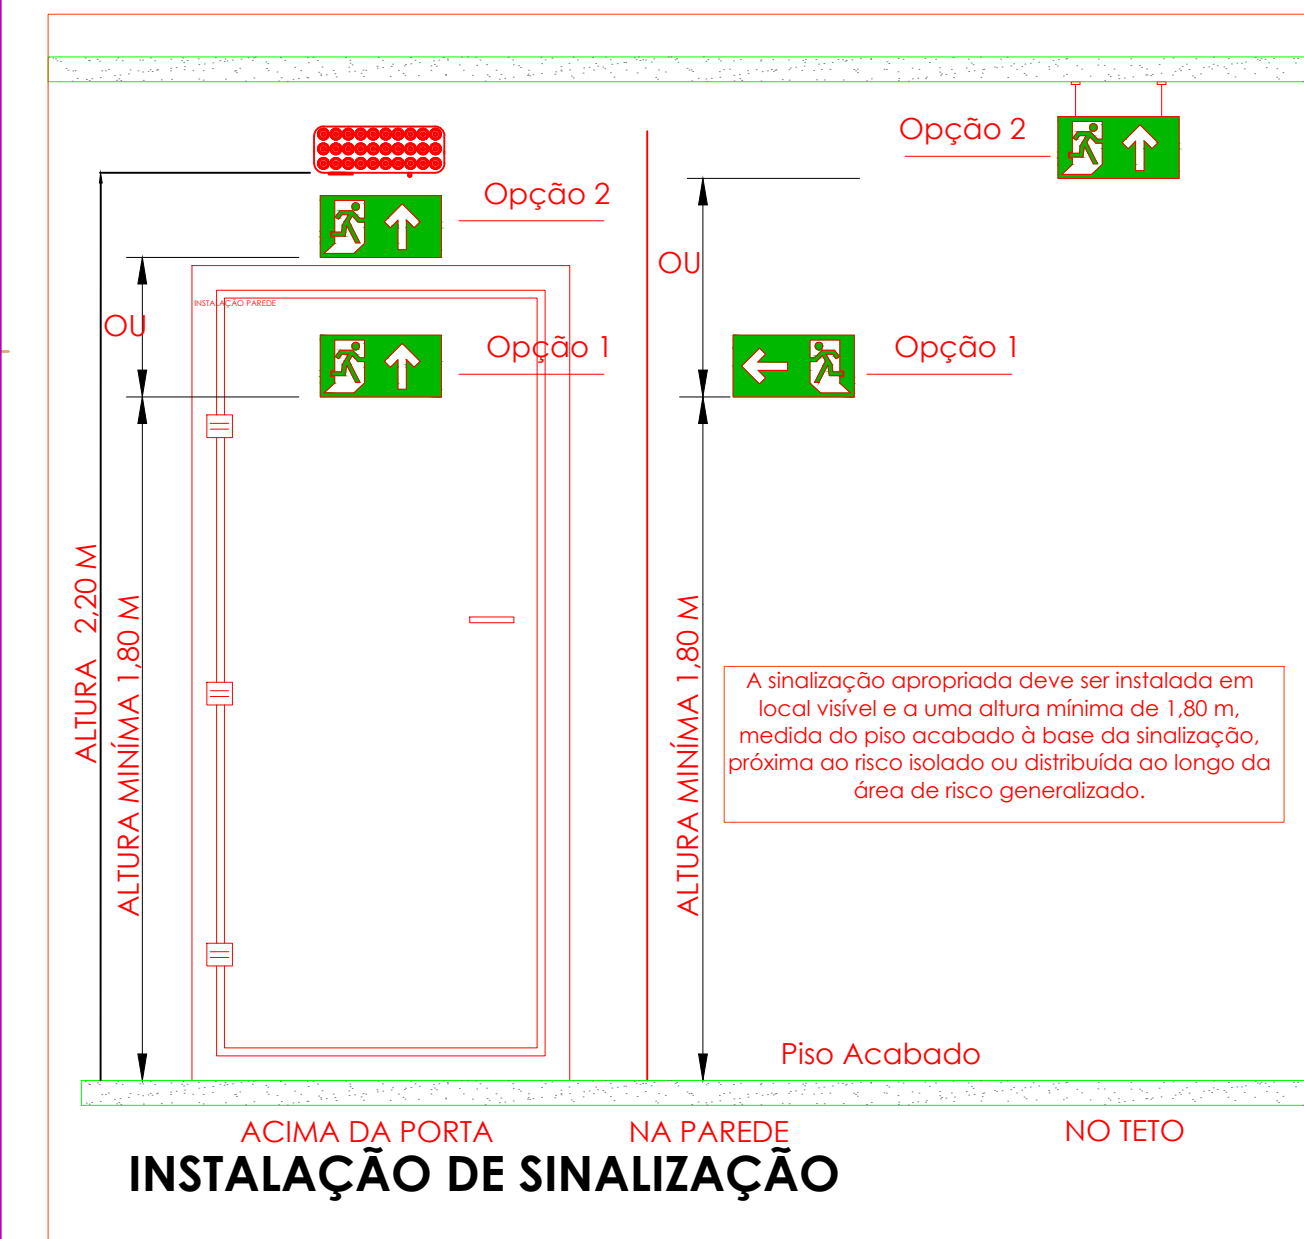 Opção 2
Opção 2
OU
OU
INSTALAÇÃO PAREDE
Opção 1
Opção 1
ALTURA 2,20 M
ALTURA MINÍMA 1,80 M
ALTURA MINÍMA 1,80 M
A sinalização apropriada deve ser instalada em
local visível e a uma altura mínima de 1,80 m,
medida do piso acabado à base da sinalização,
próxima ao risco isolado ou distribuída ao longo da
área de risco generalizado.
Piso Acabado
ACIMA DA PORTA
NA PAREDE
NO TETO
INSTALAÇÃO DE SINALIZAÇÃO